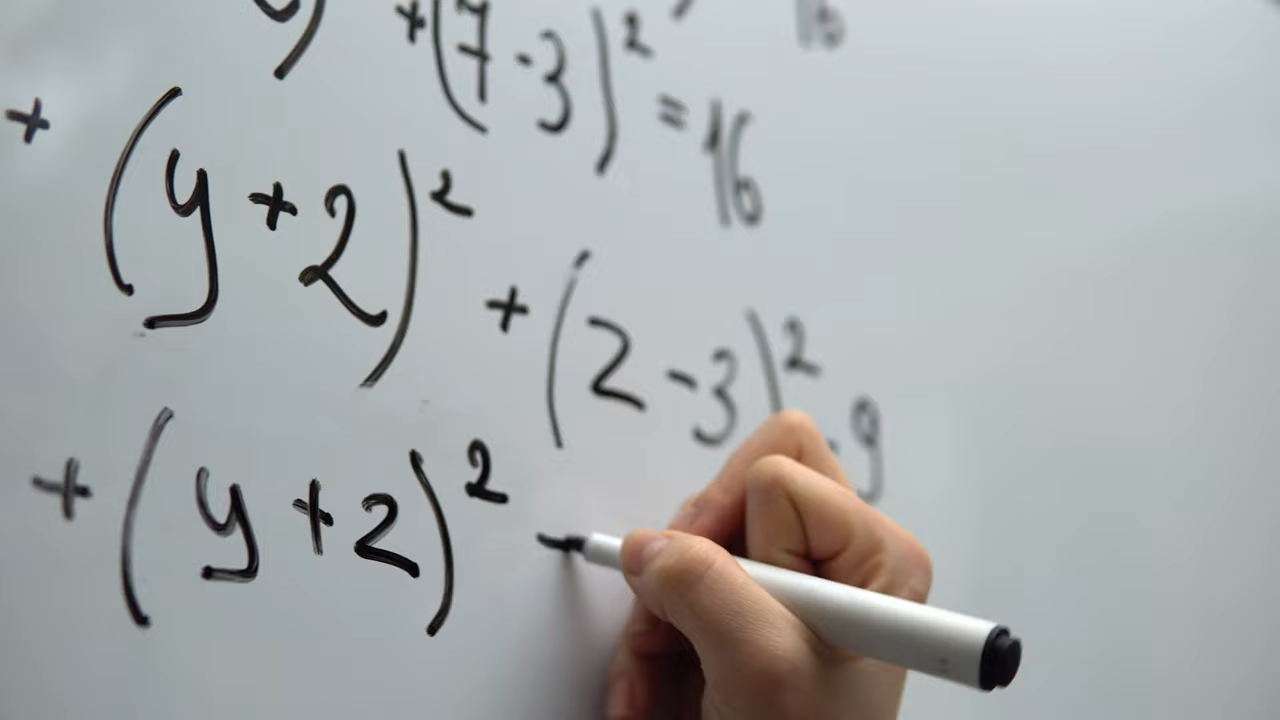 +(7-3)² = 16
+ (y+2)² + (2-3)²
+ (y+2)²